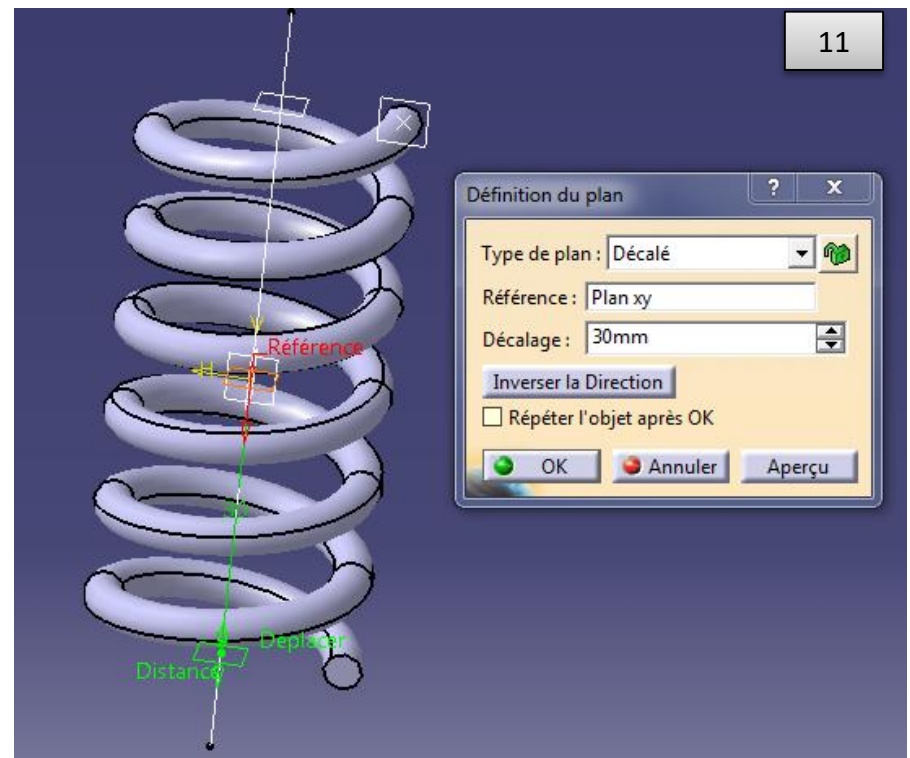 11
Définition du plan
? X
Type de plan : Décalé
Référence : Plan xy
Décalage : 30mm
Inverser la Direction
Répéter l'objet après OK
OK Annuler Aperçu
Référence
H
Déplacer
Distance